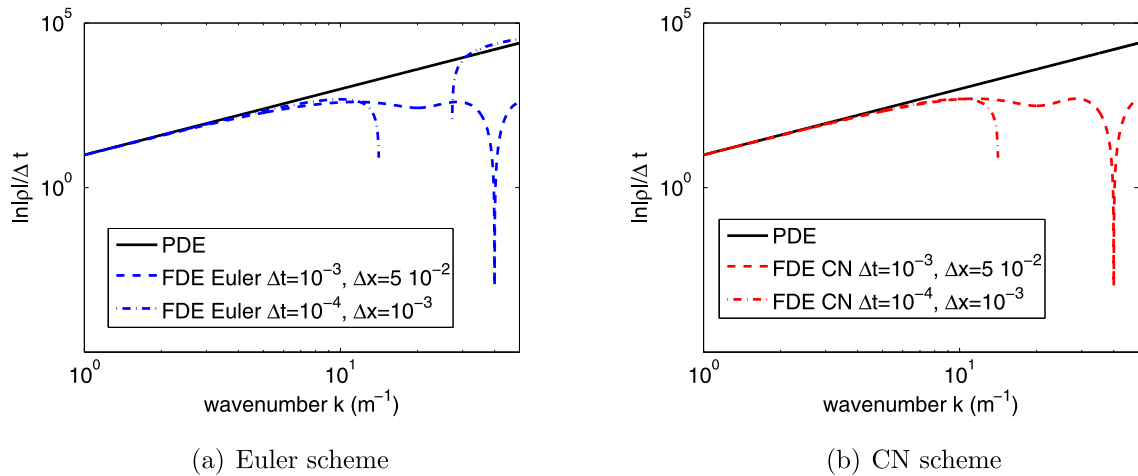 10^5
10^0
ln|ρ|/Δ t
PDE
FDE Euler Δt=10^-3, Δx=5 10^-2
FDE Euler Δt=10^-4, Δx=10^-3
10^0
10^1
wavenumber k (m^-1)
(a) Euler scheme
10^5
10^0
ln|ρ|/Δ t
PDE
FDE CN Δt=10^-3, Δx=5 10^-2
FDE CN Δt=10^-4, Δx=10^-3
10^0
10^1
wavenumber k (m^-1)
(b) CN scheme